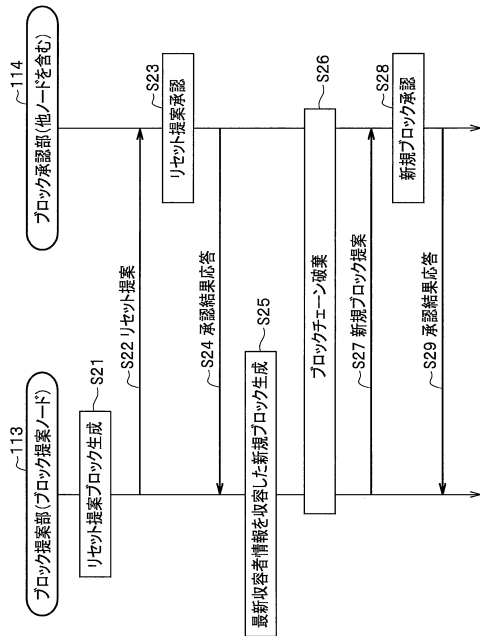 113
ブロック提案部(ブロック提案ノード)
114
ブロック承認部(他ノードを含む)
S21
リセット提案ブロック生成
S22 リセット提案
S23
リセット提案承認
S24 承認結果応答
S25
最新収容者情報を収容した新規ブロック生成
S26
ブロックチェーン破棄
S27 新規ブロック提案
S28
新規ブロック承認
S29 承認結果応答